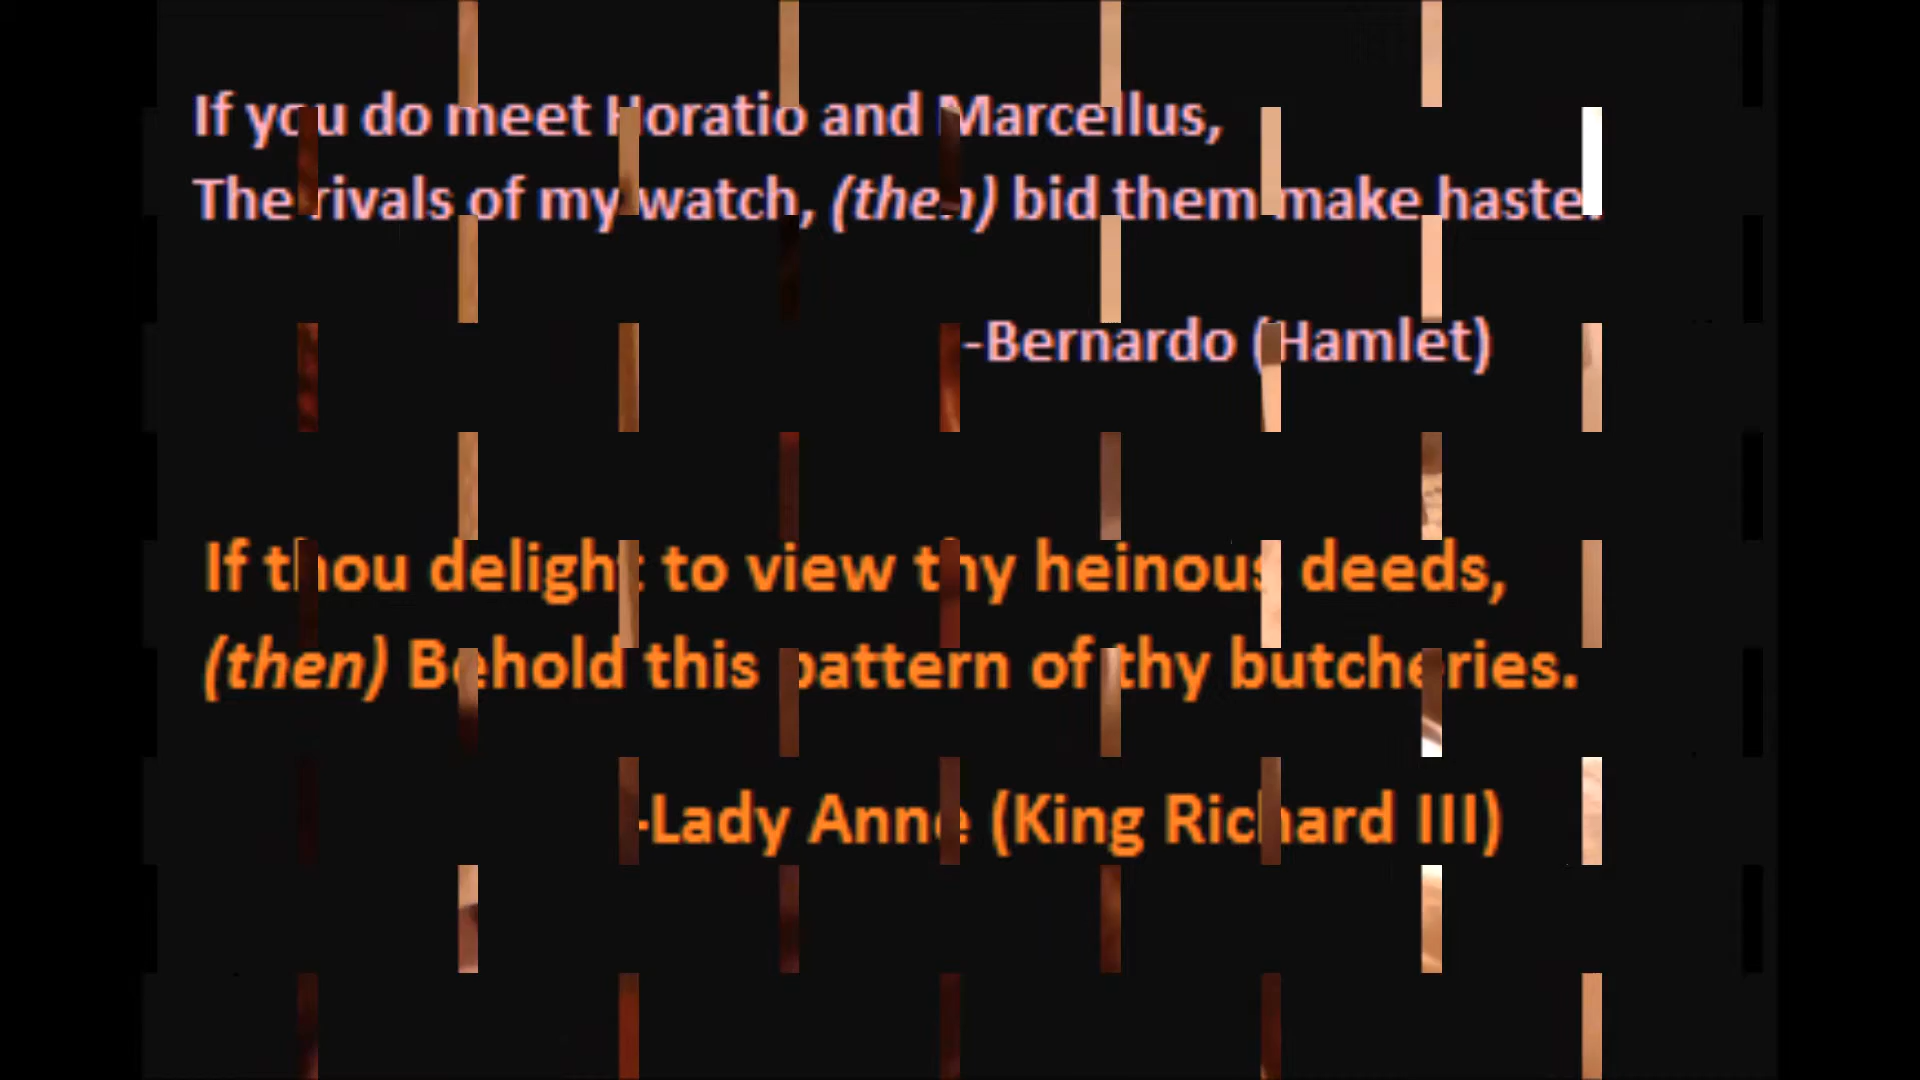 If you do meet Horatio and Marcellus,
The rivals of my watch, (then) bid them make haste.
-Bernardo (Hamlet)
If thou delight to view thy heinous deeds,
(then) Behold this pattern of thy butcheries.
-Lady Anne (King Richard III)